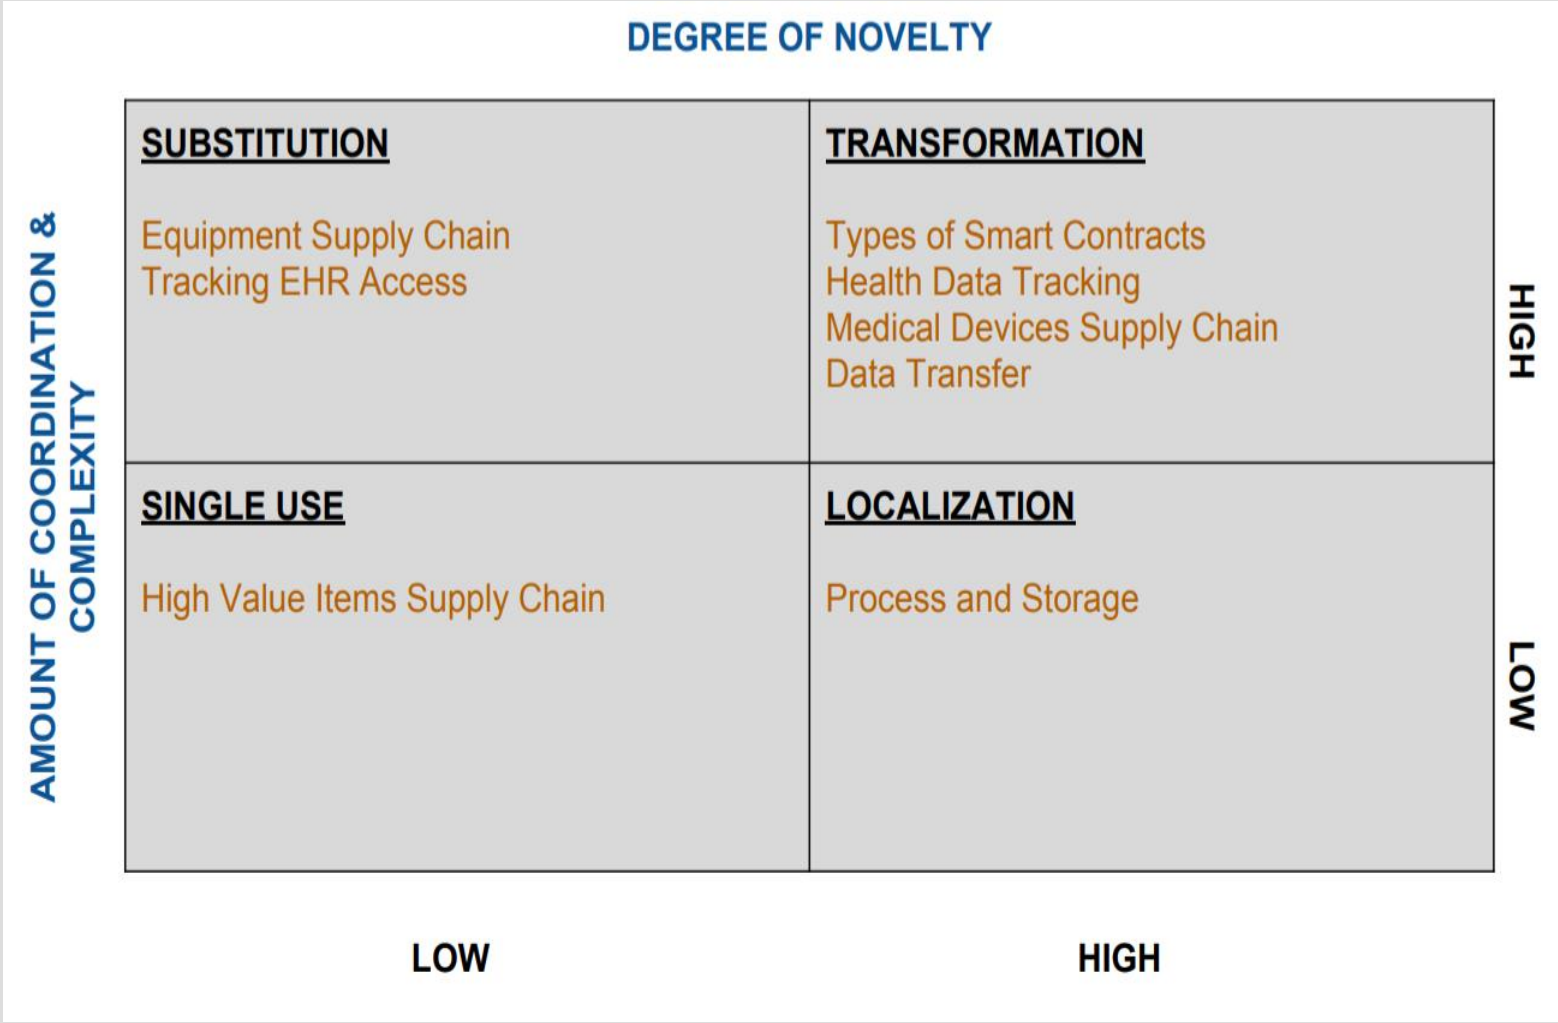 DEGREE OF NOVELTY
AMOUNT OF COORDINATION &
COMPLEXITY
SUBSTITUTION
Equipment Supply Chain
Tracking EHR Access
TRANSFORMATION
Types of Smart Contracts
Health Data Tracking
Medical Devices Supply Chain
Data Transfer
HIGH
SINGLE USE
High Value Items Supply Chain
LOCALIZATION
Process and Storage
LOW
LOW
HIGH